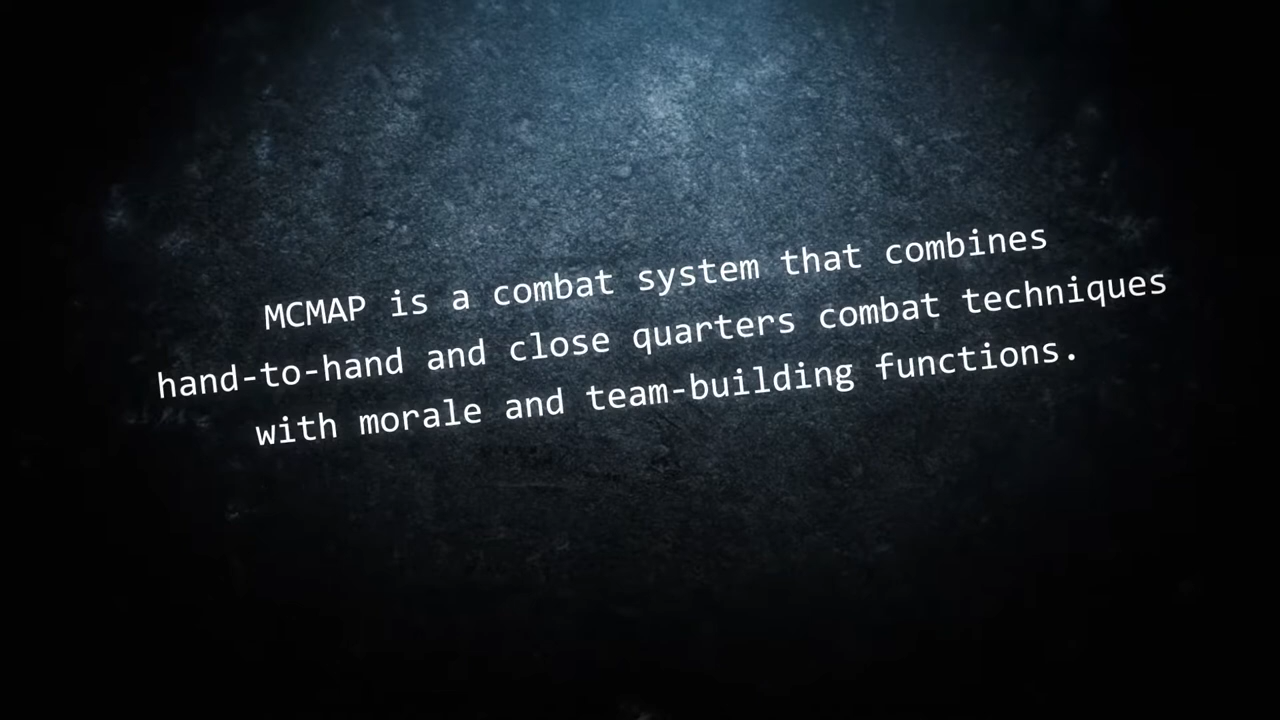 MCMAP is a combat system that combines
hand-to-hand and close quarters combat techniques
with morale and team-building functions.